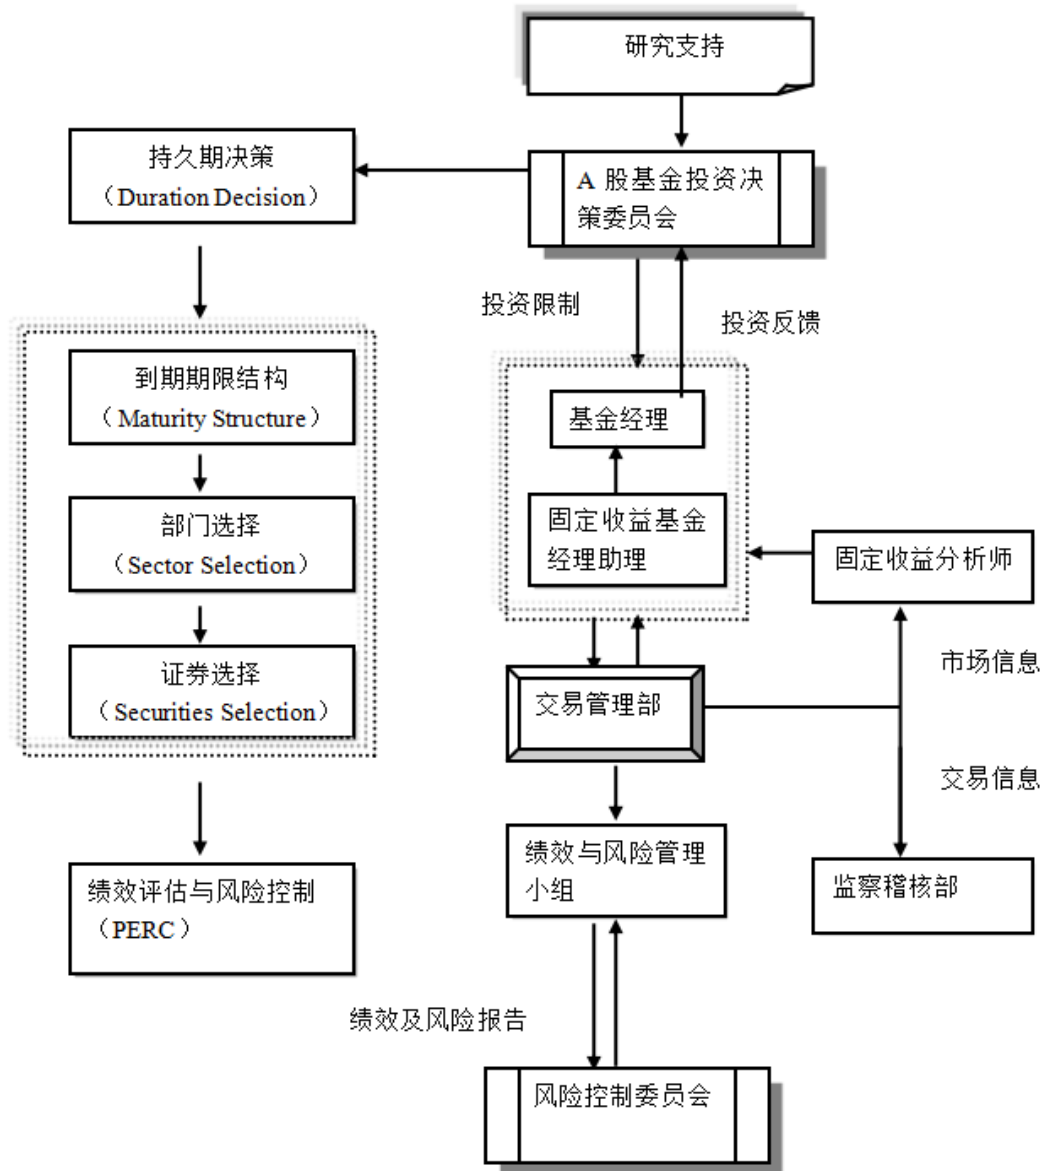 研究支持
持久期决策
（Duration Decision）
A 股基金投资决
策委员会
投资限制
投资反馈
到期期限结构
（Maturity Structure）
基金经理
部门选择
（Sector Selection）
固定收益基金
经理助理
固定收益分析师
证券选择
（Securities Selection）
交易管理部
市场信息
交易信息
绩效评估与风险控制
（PERC）
绩效与风险管理
小组
监察稽核部
绩效及风险报告
风险控制委员会